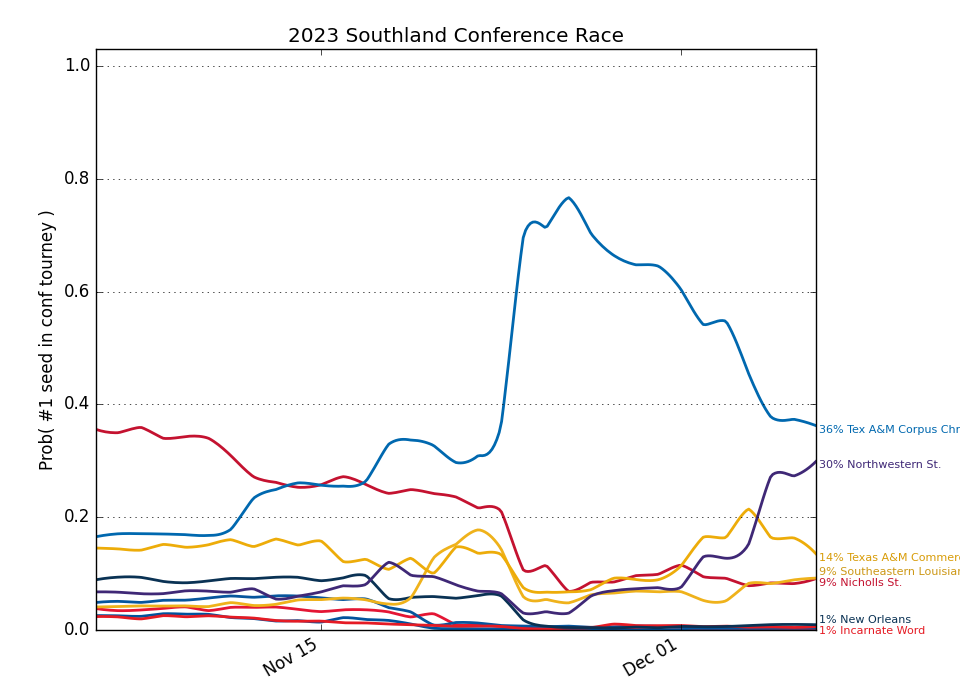 2023 Southland Conference Race
Prob( #1 seed in conf tourney )
1.0
0.8
0.6
0.4
0.2
0.0
Nov 15
Dec 01
36% Tex A&M Corpus Chr
30% Northwestern St.
14% Texas A&M Commerc
9% Southeastern Louisian
9% Nicholls St.
1% New Orleans
1% Incarnate Word